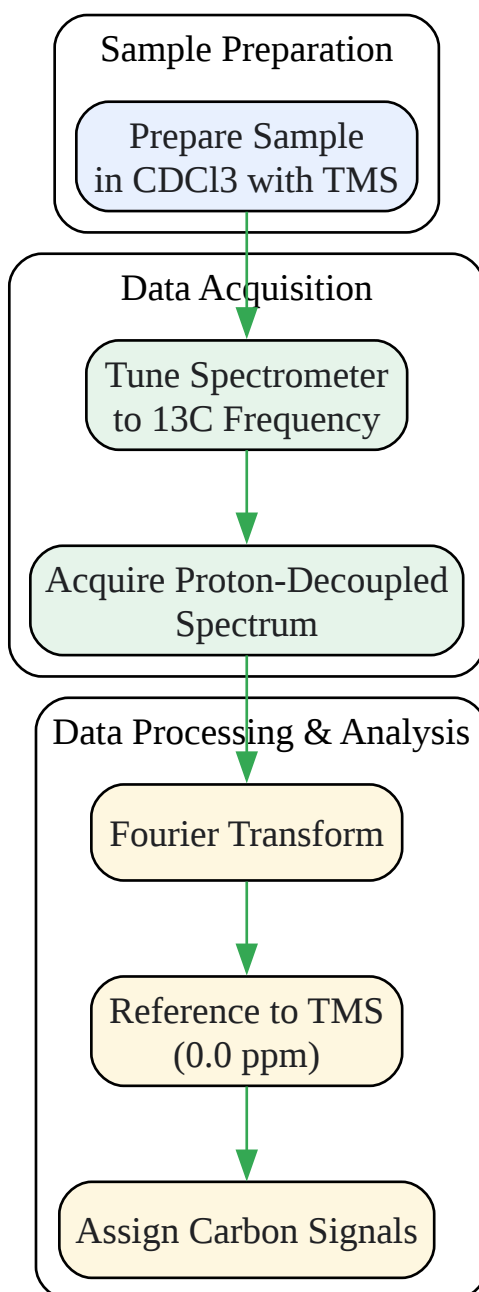 Sample Preparation
Prepare Sample
in CDCl3 with TMS
Data Acquisition
Tune Spectrometer
to 13C Frequency
Acquire Proton-Decoupled
Spectrum
Data Processing & Analysis
Fourier Transform
Reference to TMS
(0.0 ppm)
Assign Carbon Signals